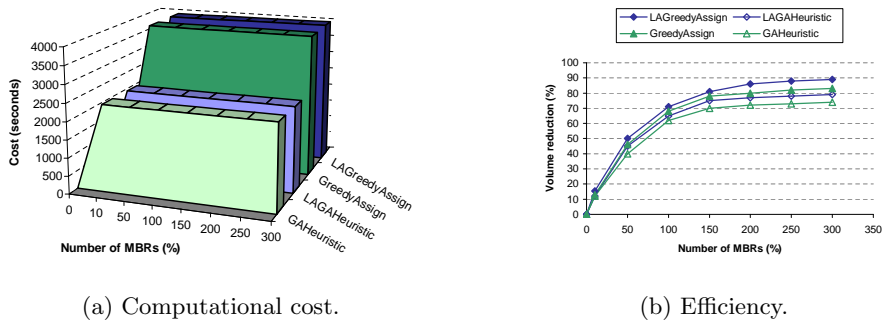 4000
3500
3000
2500
2000
1500
1000
500
0
Cost (seconds)
0 10 50 100 150 200 250 300
Number of MBRs (%)
LAGreedyAssign
GreedyAssign
LAGAHeuristic
GAHeuristic
(a) Computational cost.
LAGreedyAssign LAGAHeuristic
GreedyAssign GAHeuristic
100
90
80
70
60
50
40
30
20
10
0
Volume reduction (%)
0 50 100 150 200 250 300 350
Number of MBRs (%)
(b) Efficiency.